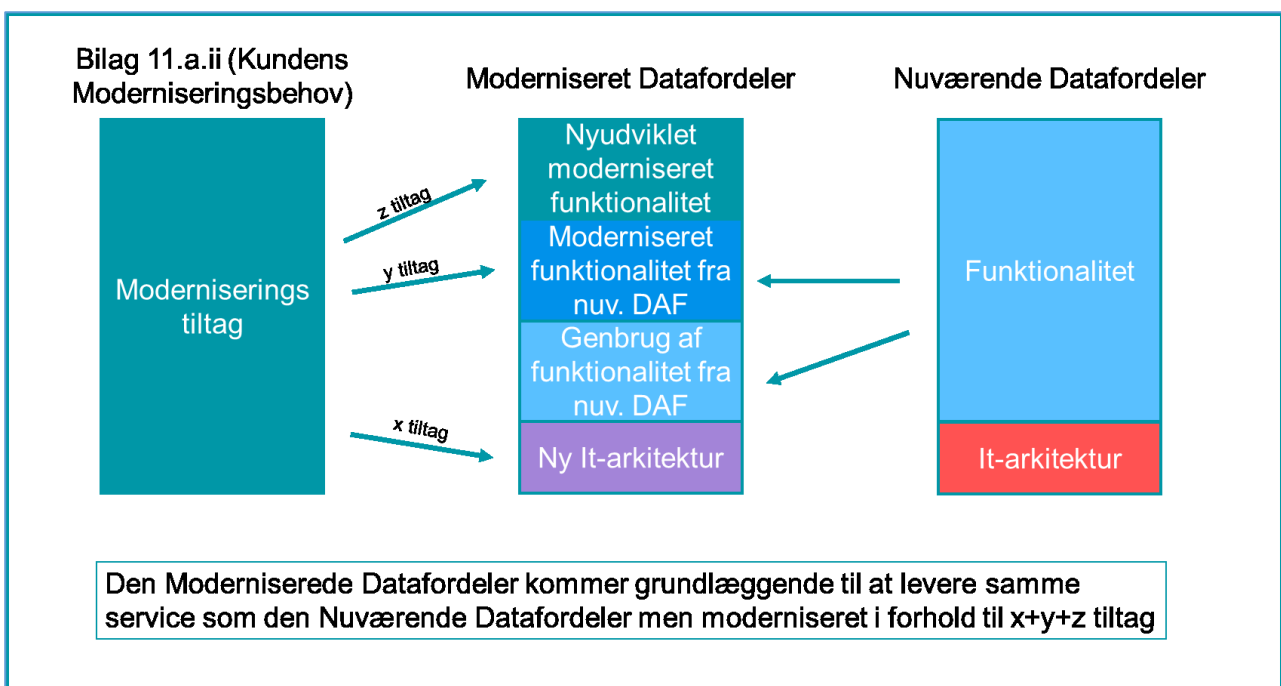 Bilag 11.a.ii (Kundens
Moderniseringsbehov)
Moderniserings
tiltag
z tiltag
y tiltag
x tiltag
Moderniseret Datafordeler
Nyudviklet
moderniseret
funktionalitet
Moderniseret
funktionalitet fra
nuv. DAF
Genbrug af
funktionalitet fra
nuv. DAF
Ny It-arkitektur
Nuværende Datafordeler
Funktionalitet
It-arkitektur
Den Moderniserede Datafordeler kommer grundlæggende til at levere samme
service som den Nuværende Datafordeler men moderniseret i forhold til x+y+z tiltag